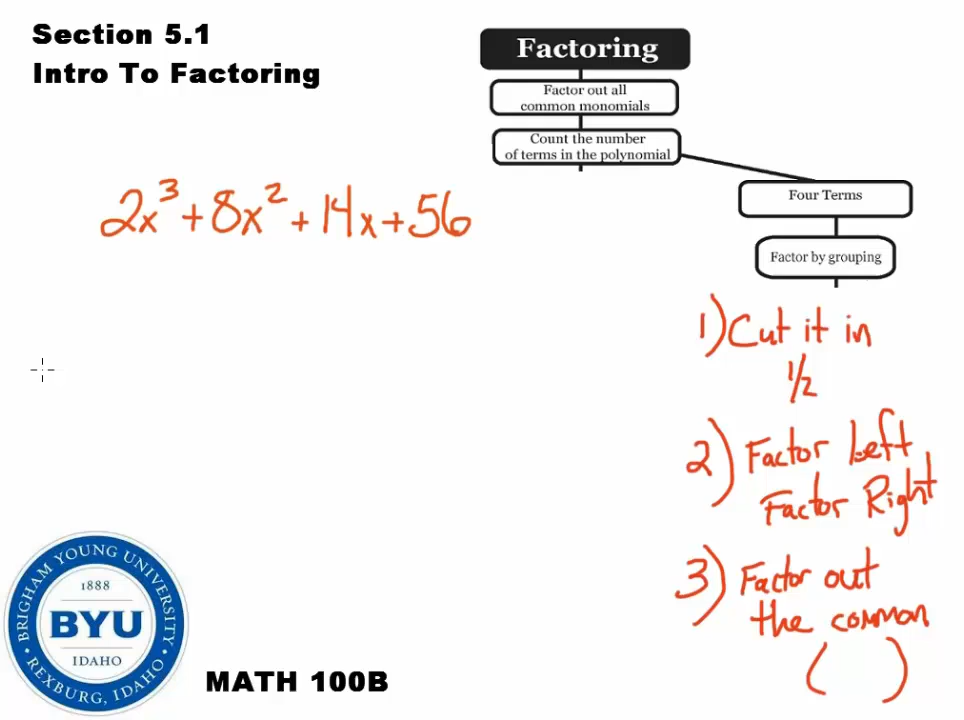 Section 5.1
Intro To Factoring
Factoring
Factor out all
common monomials
Count the number
of terms in the polynomial
Four Terms
Factor by grouping
2x³+8x²+14x+56
1) Cut it in
1/2
2) Factor Left
Factor Right
3) Factor out
the common
( )
BRIGHAM YOUNG UNIVERSITY
1888
BYU
IDAHO
• REXBURG, IDAHO •
MATH 100B